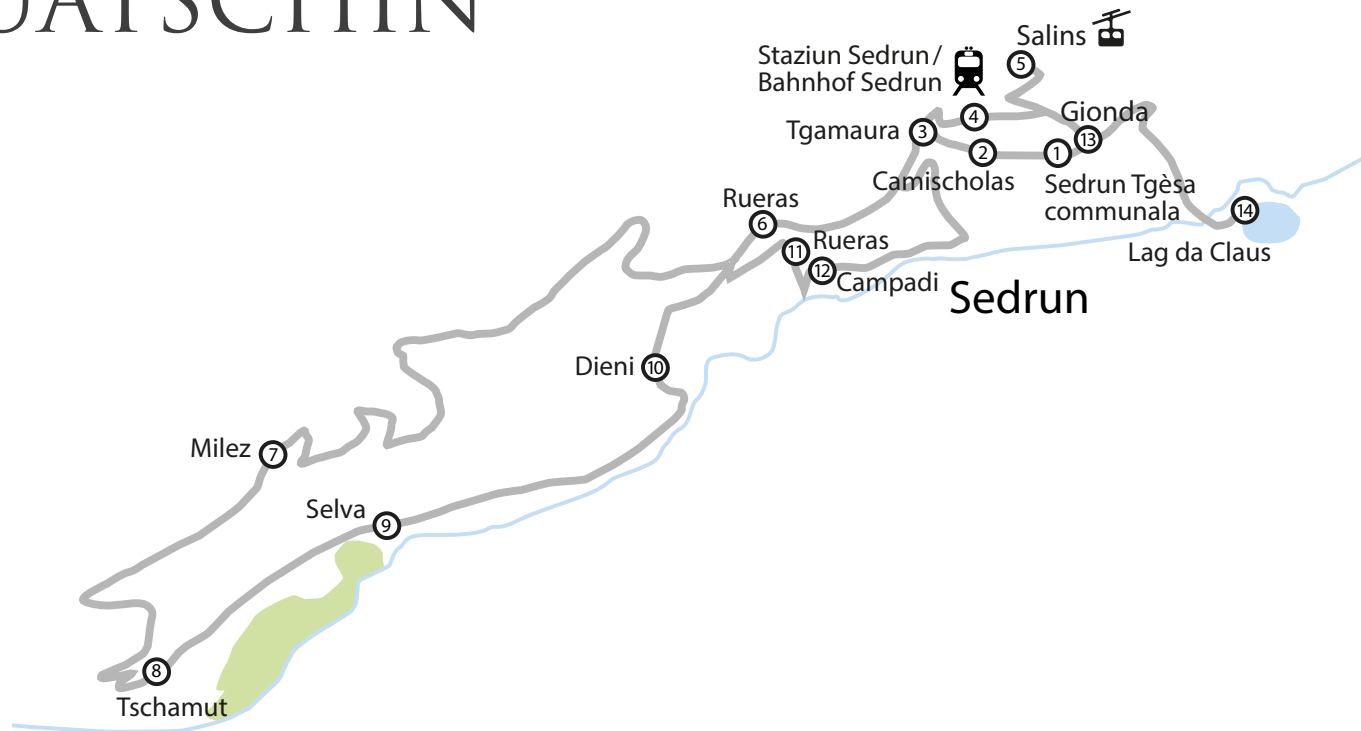 UATSCHIN
Salins
5
Staziun Sedrun/
Bahnhof Sedrun
4
Gionda
13
Tgamaura 3
2
1
Camischolas
Sedrun Tgèsa
communala
14
Lag da Claus
Rueras
6
11 Rueras
12 Campadi
Sedrun
Dieni 10
Milez 7
Selva
9
8
Tschamut